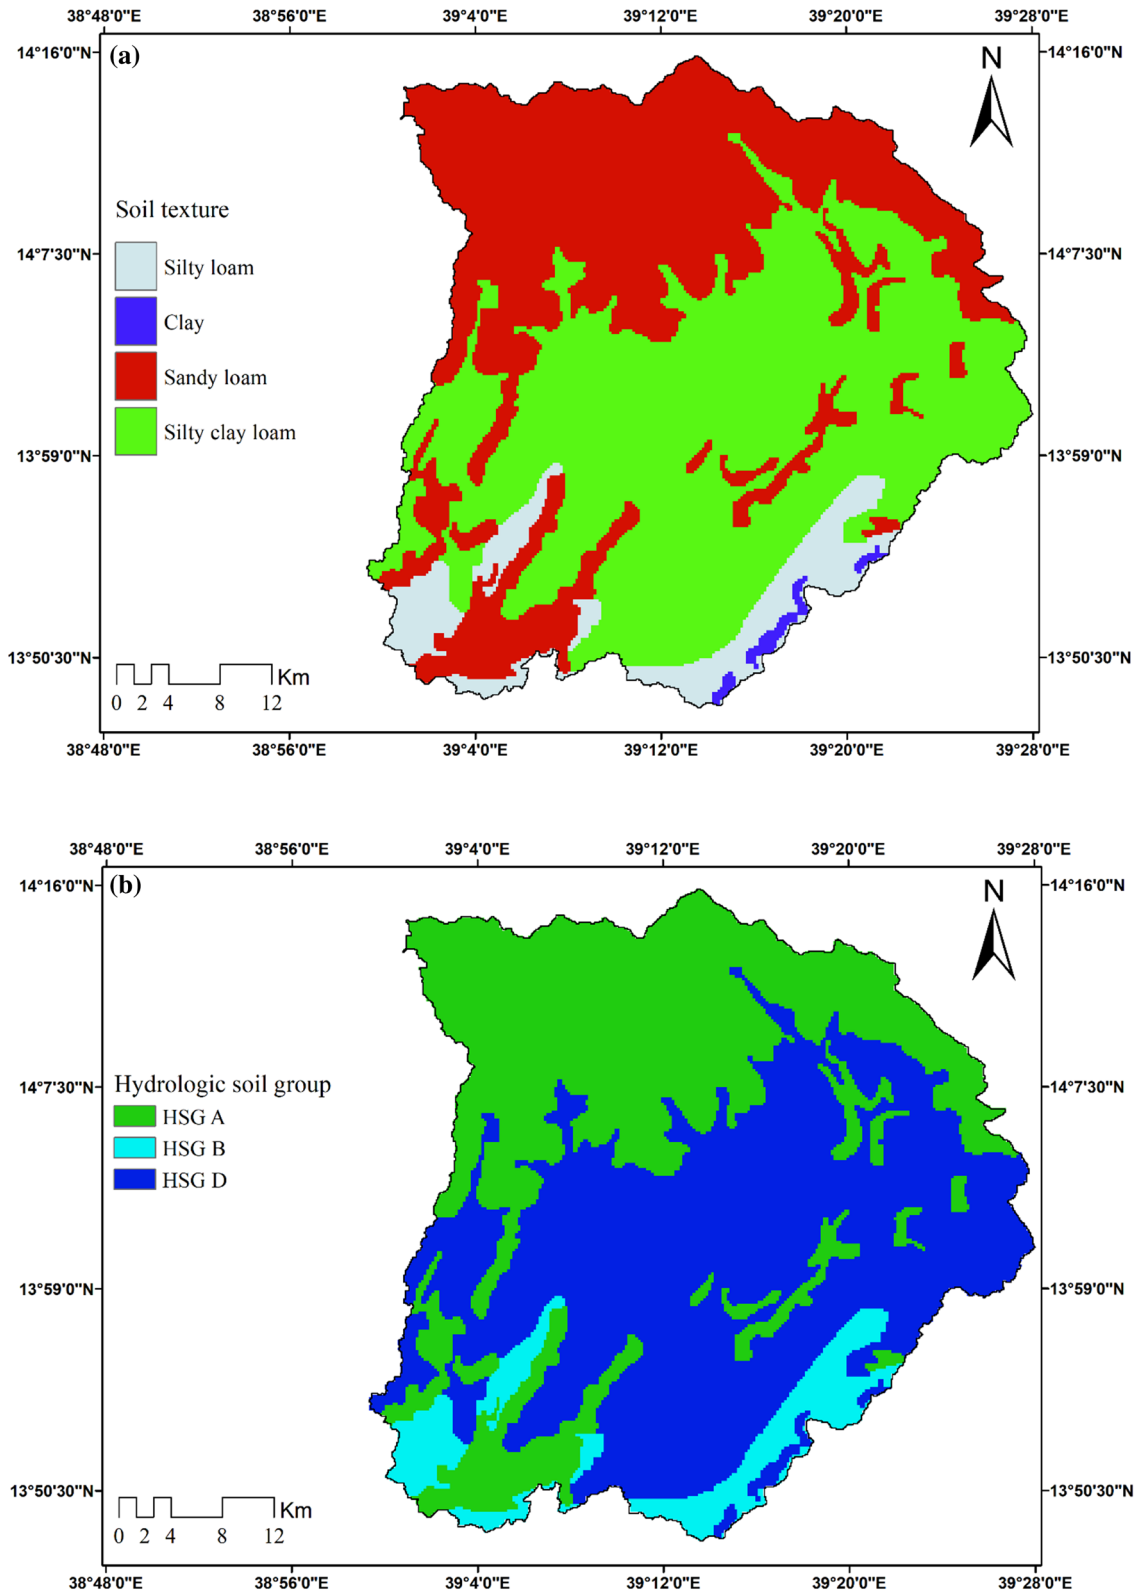 38°48'0"E 38°56'0"E 39°4'0"E 39°12'0"E 39°20'0"E 39°28'0"E
(a)
14°16'0"N 14°16'0"N
N
Soil texture
14°7'30"N 14°7'30"N
Silty loam
Clay
Sandy loam
Silty clay loam
13°59'0"N 13°59'0"N
13°50'30"N 13°50'30"N
Km
0 2 4 8 12
38°48'0"E 38°56'0"E 39°4'0"E 39°12'0"E 39°20'0"E 39°28'0"E
38°48'0"E 38°56'0"E 39°4'0"E 39°12'0"E 39°20'0"E 39°28'0"E
(b)
14°16'0"N 14°16'0"N
N
Hydrologic soil group
14°7'30"N 14°7'30"N
HSG A
HSG B
HSG D
13°59'0"N 13°59'0"N
13°50'30"N 13°50'30"N
Km
0 2 4 8 12
38°48'0"E 38°56'0"E 39°4'0"E 39°12'0"E 39°20'0"E 39°28'0"E